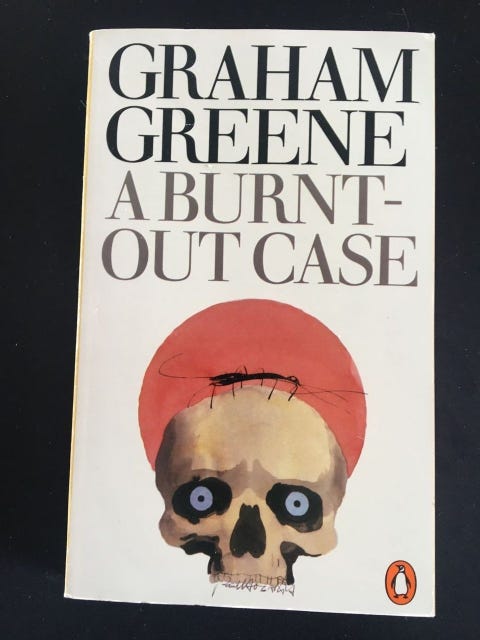 GRAHAM
GREENE
A BURNT-
OUT CASE